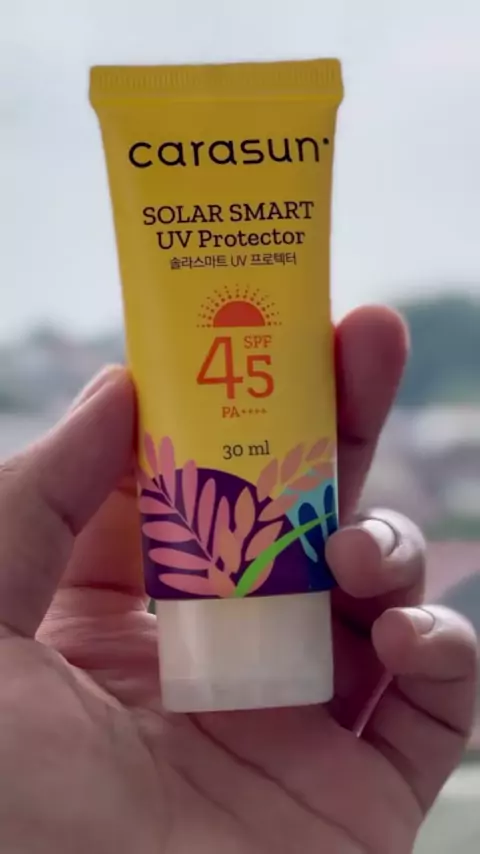 carasun
SOLAR SMART
UV Protector
솔라스마트 UV 프로텍터
SPF
45
PA++++
30 ml